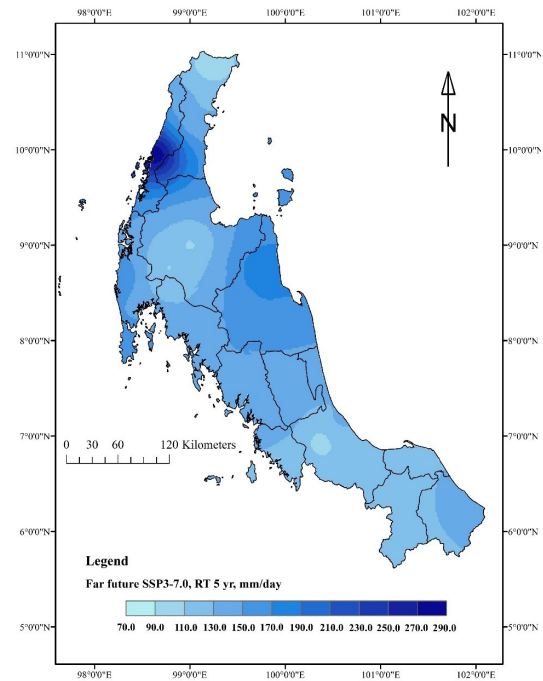 98°0'0"E 99°0'0"E 100°0'0"E 101°0'0"E 102°0'0"E
11°0'0"N 11°0'0"N
N
10°0'0"N 10°0'0"N
9°0'0"N 9°0'0"N
8°0'0"N 8°0'0"N
7°0'0"N 7°0'0"N
0 30 60 120 Kilometers
6°0'0"N 6°0'0"N
Legend
Far future SSP3-7.0, RT 5 yr, mm/day
70.0 90.0 110.0 130.0 150.0 170.0 190.0 210.0 230.0 250.0 270.0 290.0
5°0'0"N 5°0'0"N
98°0'0"E 99°0'0"E 100°0'0"E 101°0'0"E 102°0'0"E